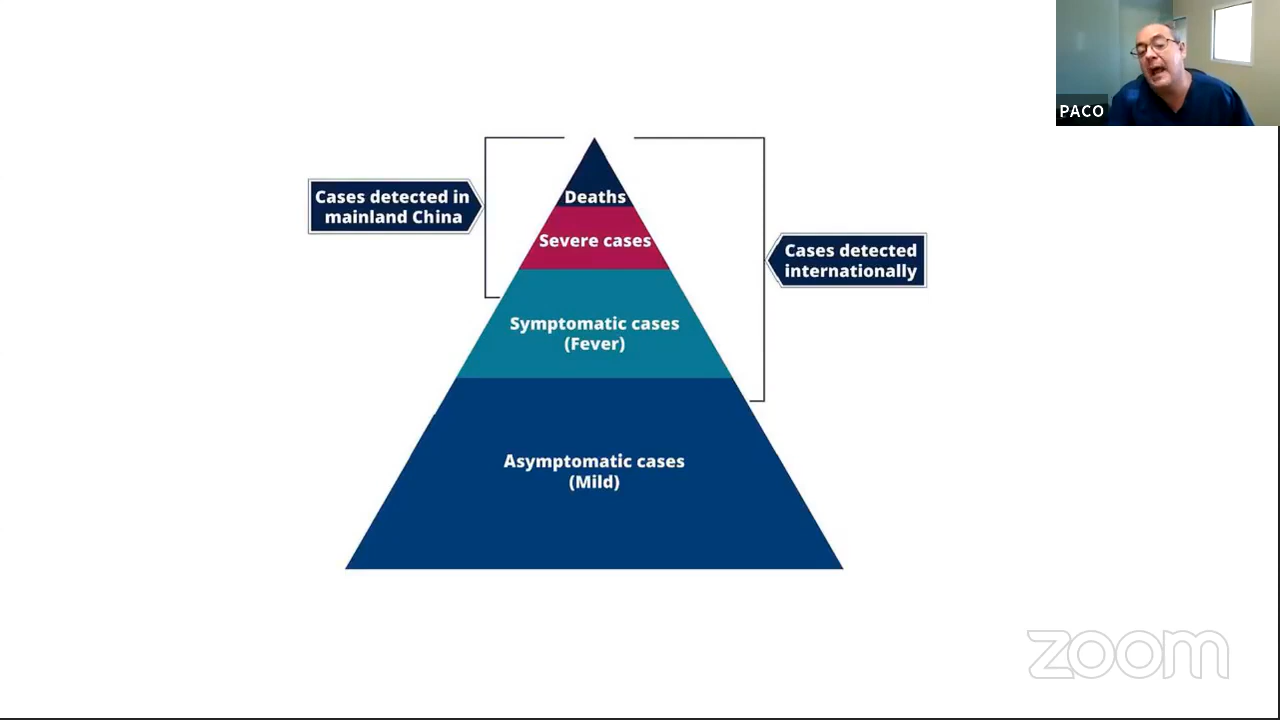 PACO
Deaths
Cases detected in
mainland China
Severe cases
Cases detected
internationally
Symptomatic cases
(Fever)
Asymptomatic cases
(Mild)
zoom